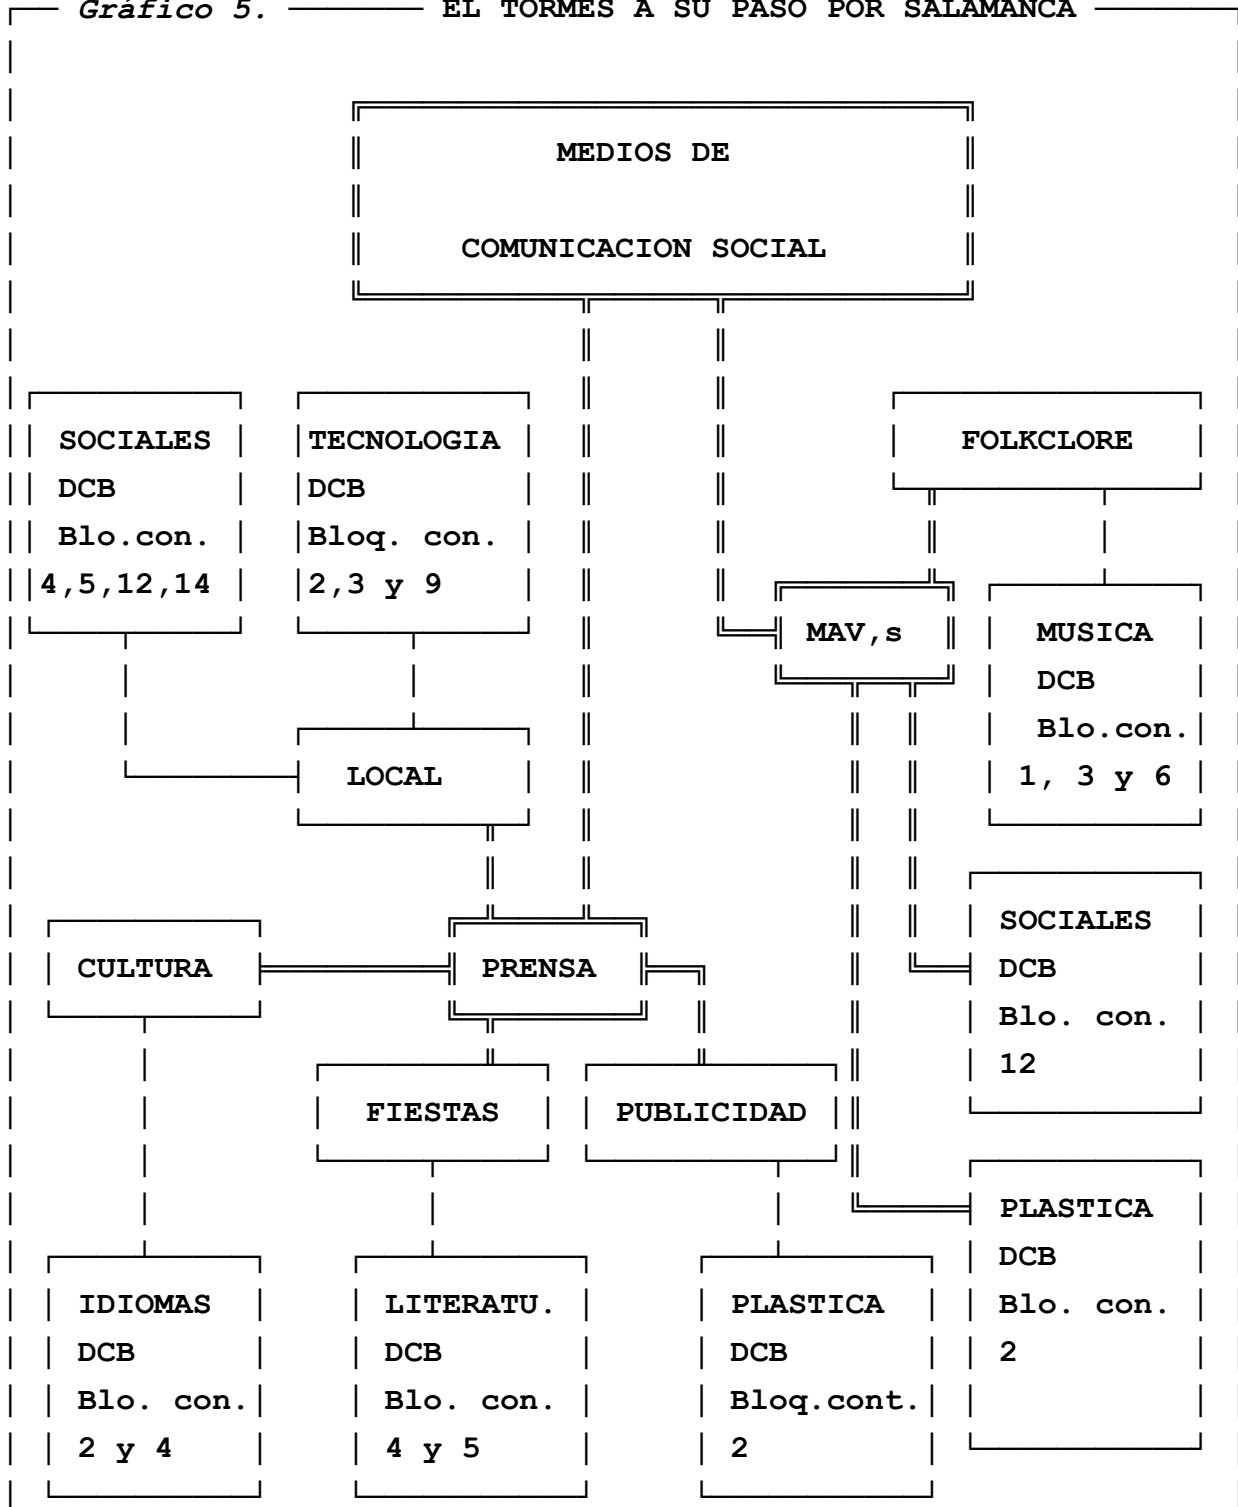 Gráfico 5. EL TORMES A SU PASO POR SALAMANCA
MEDIOS DE
COMUNICACION SOCIAL
SOCIALES
DCB
Blo.con.
4,5,12,14
TECNOLOGIA
DCB
Bloq. con.
2,3 y 9
FOLKCLORE
MAV,s
MUSICA
DCB
Blo.con.
1, 3 y 6
LOCAL
CULTURA
PRENSA
SOCIALES
DCB
Blo. con.
12
FIESTAS
PUBLICIDAD
PLASTICA
DCB
Blo. con.
2
IDIOMAS
DCB
Blo. con.
2 y 4
LITERATU.
DCB
Blo. con.
4 y 5
PLASTICA
DCB
Bloq.cont.
2